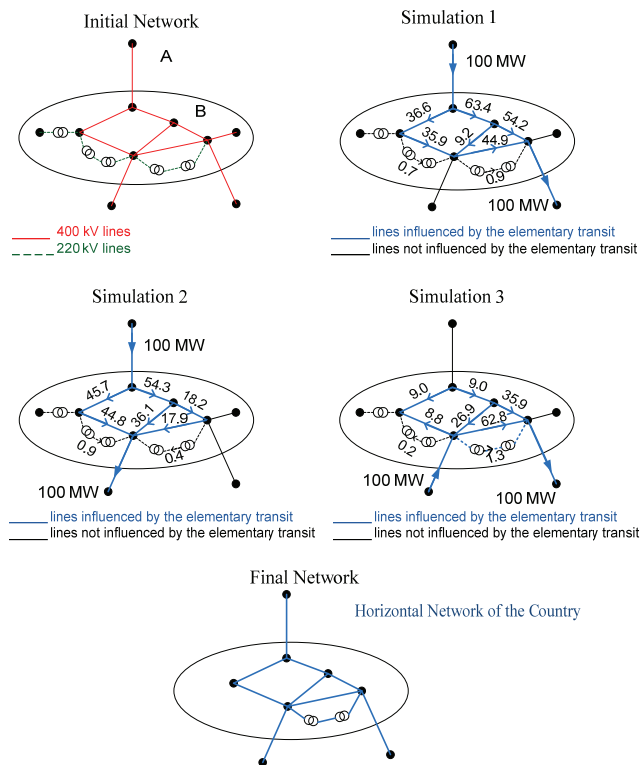 Initial Network
A
B
400 kV lines
220 kV lines
Simulation 1
100 MW
36.6
63.4
54.2
35.9
9.2
44.9
0.7
0.9
100 MW
lines influenced by the elementary transit
lines not influenced by the elementary transit
Simulation 2
100 MW
45.7
54.3
18.2
44.8
36.1
17.9
0.9
0.4
100 MW
lines influenced by the elementary transit
lines not influenced by the elementary transit
Simulation 3
9.0
9.0
35.9
8.8
26.9
62.8
0.2
1.3
100 MW
100 MW
lines influenced by the elementary transit
lines not influenced by the elementary transit
Final Network
Horizontal Network of the Country